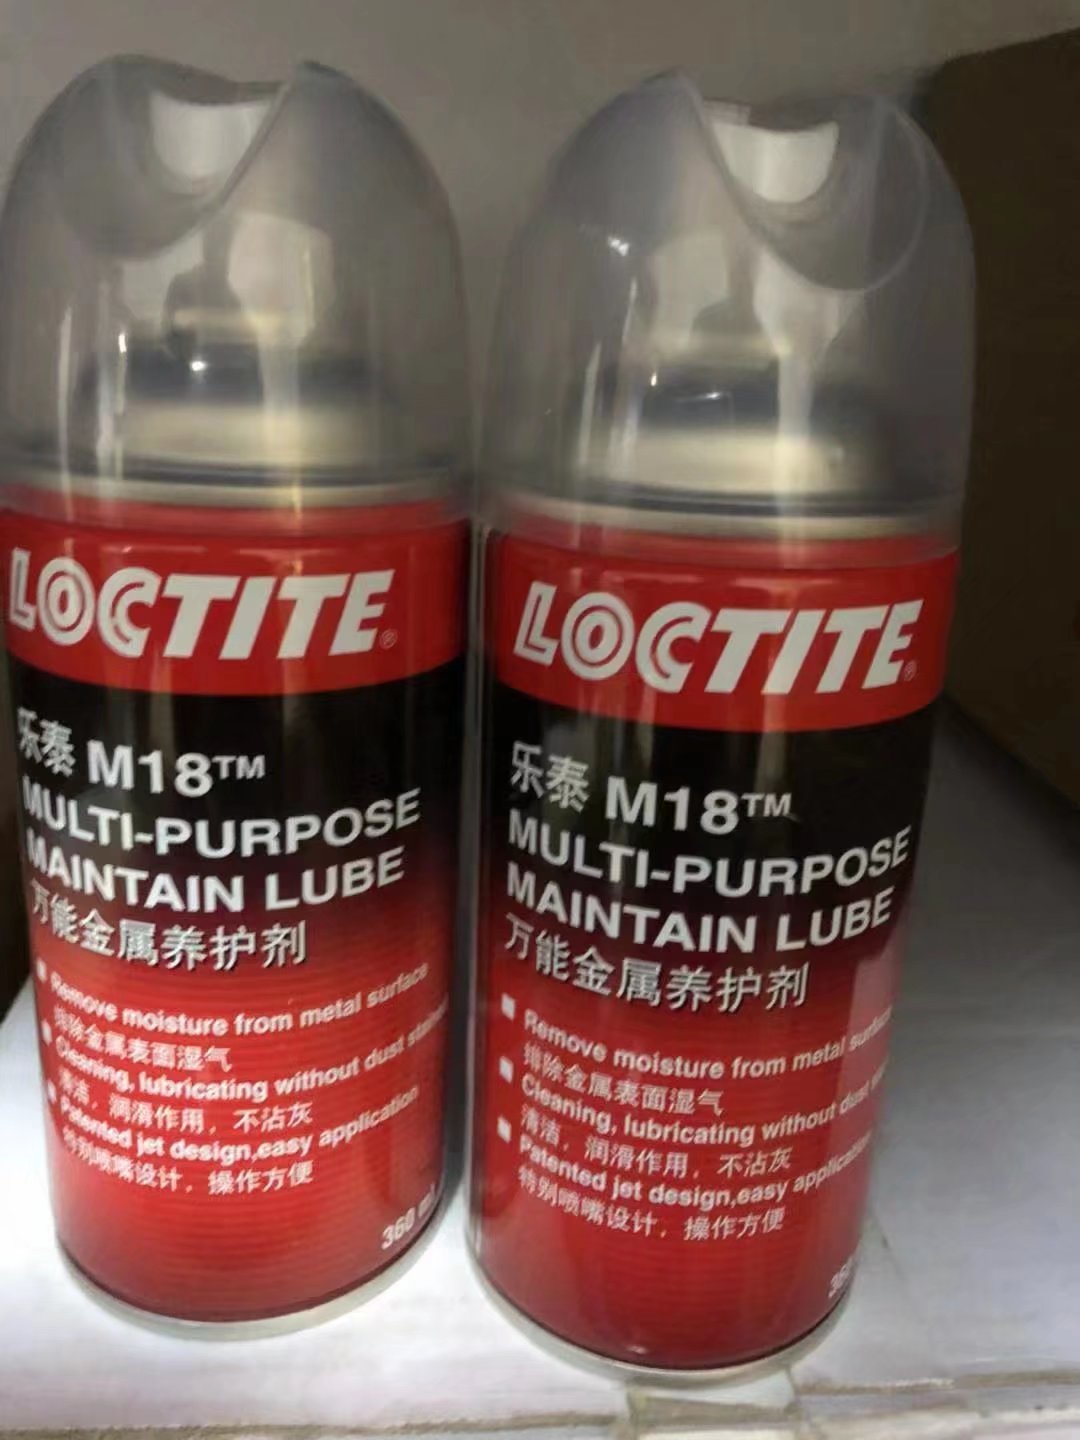 LOCTITE®
乐泰 M18™
MULTI-PURPOSE
MAINTAIN LUBE
万能金属养护剂
Remove moisture from metal surface
排除金属表面湿气
Cleaning, lubricating without dust
清洁，润滑作用，不沾灰
Patented jet design,easy application
特别喷嘴设计，操作方便
360 ml
LOCTITE®
乐泰 M18™
MULTI-PURPOSE
MAINTAIN LUBE
万能金属养护剂
Remove moisture from metal surface
排除金属表面湿气
Cleaning, lubricating without dust
清洁，润滑作用，不沾灰
Patented jet design,easy application
特别喷嘴设计，操作方便